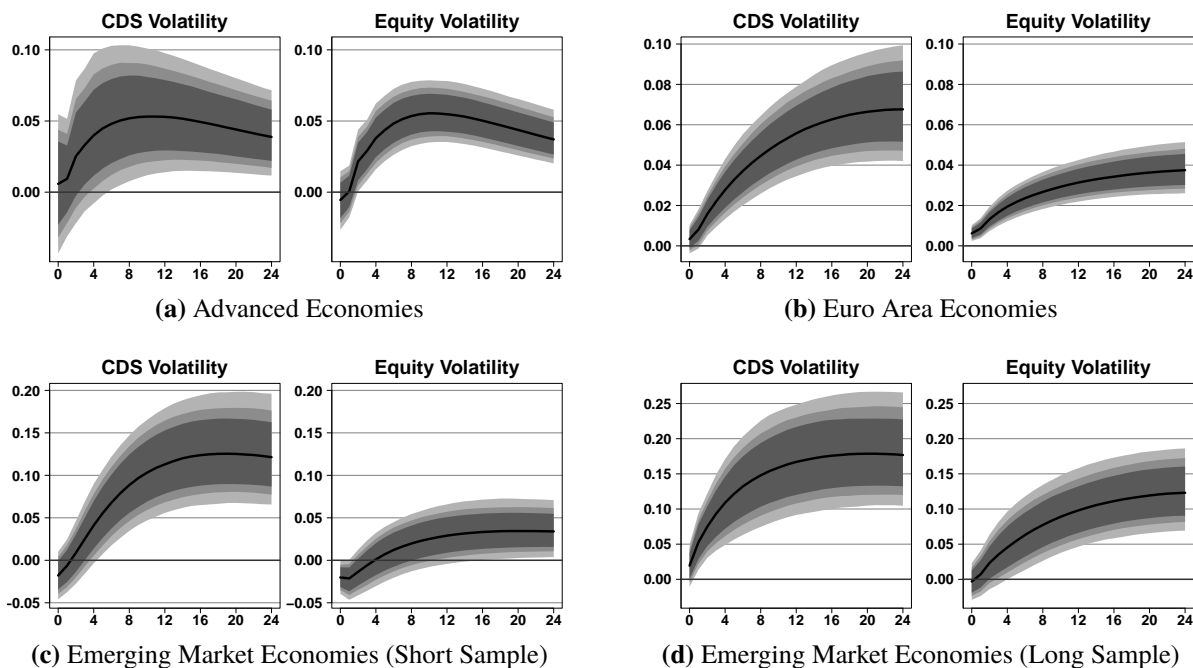 CDS Volatility Equity Volatility
0.10 0.10
0.05 0.05
0.00 0.00
0 4 8 12 16 20 24 0 4 8 12 16 20 24
(a) Advanced Economies
CDS Volatility Equity Volatility
0.10 0.10
0.08 0.08
0.06 0.06
0.04 0.04
0.02 0.02
0.00 0.00
0 4 8 12 16 20 24 0 4 8 12 16 20 24
(b) Euro Area Economies
CDS Volatility Equity Volatility
0.20 0.20
0.15 0.15
0.10 0.10
0.05 0.05
0.00 0.00
−0.05 −0.05
0 4 8 12 16 20 24 0 4 8 12 16 20 24
(c) Emerging Market Economies (Short Sample)
CDS Volatility Equity Volatility
0.25 0.25
0.20 0.20
0.15 0.15
0.10 0.10
0.05 0.05
0.00 0.00
0 4 8 12 16 20 24 0 4 8 12 16 20 24
(d) Emerging Market Economies (Long Sample)